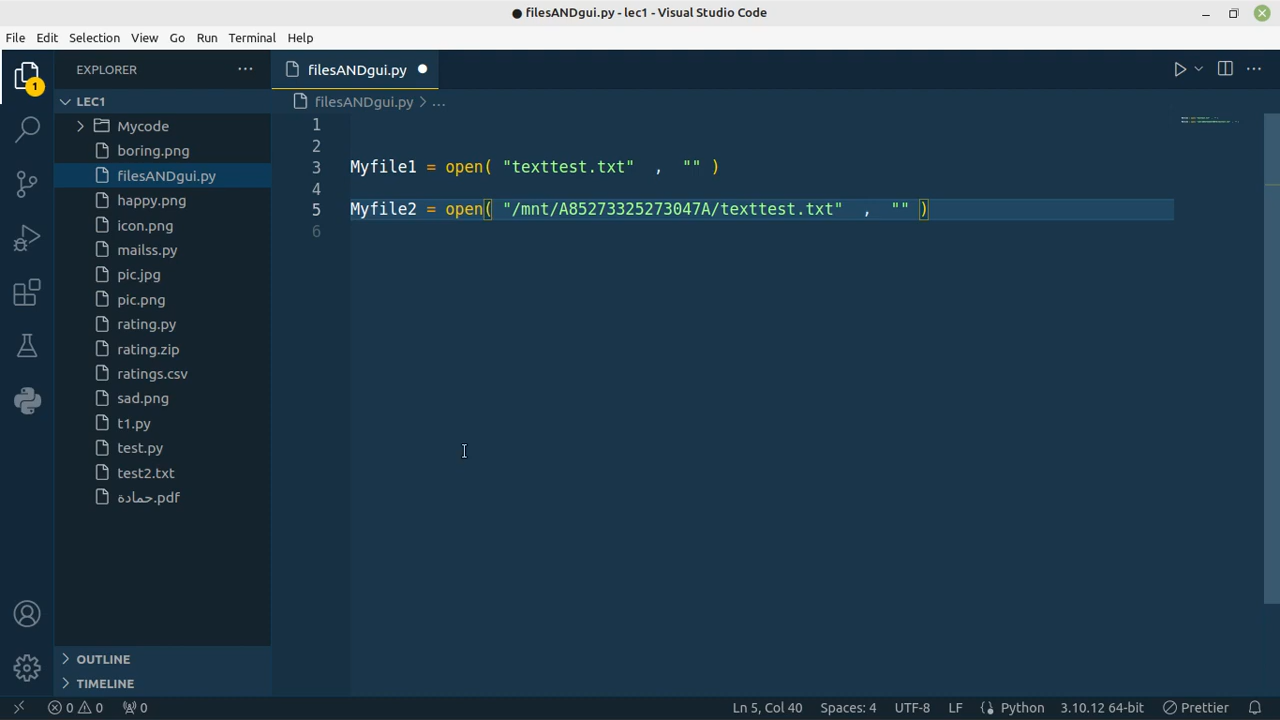 ● filesANDgui.py - lec1 - Visual Studio Code
File Edit Selection View Go Run Terminal Help
1
EXPLORER
LEC1
Mycode
boring.png
filesANDgui.py
happy.png
icon.png
mailss.py
pic.jpg
pic.png
rating.py
rating.zip
ratings.csv
sad.png
t1.py
test.py
test2.txt
حمادة.pdf
OUTLINE
TIMELINE
filesANDgui.py ●
filesANDgui.py > ...
1
2
3 Myfile1 = open( "texttest.txt" , "" )
4
5 Myfile2 = open( "/mnt/A85273325273047A/texttest.txt" , "" )
6
0 0 0 Ln 5, Col 40 Spaces: 4 UTF-8 LF Python 3.10.12 64-bit Prettier